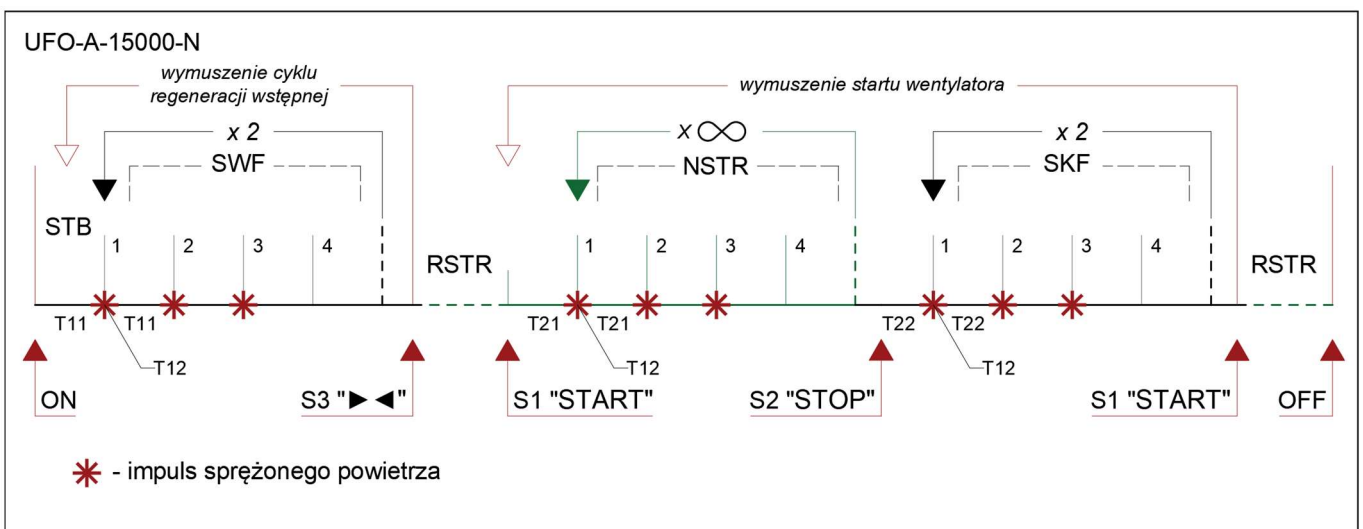 UFO-A-15000-N
wymuszenie cyklu
regeneracji wstępnej
wymuszenie startu wentylatora
x 2
x ∞
x 2
SWF
NSTR
SKF
STB
1
2
3
4
RSTR
1
2
3
4
1
2
3
4
RSTR
T11
T11
T12
T21
T21
T12
T22
T22
T12
ON
S3 "►◄"
S1 "START"
S2 "STOP"
S1 "START"
OFF
- impuls sprężonego powietrza